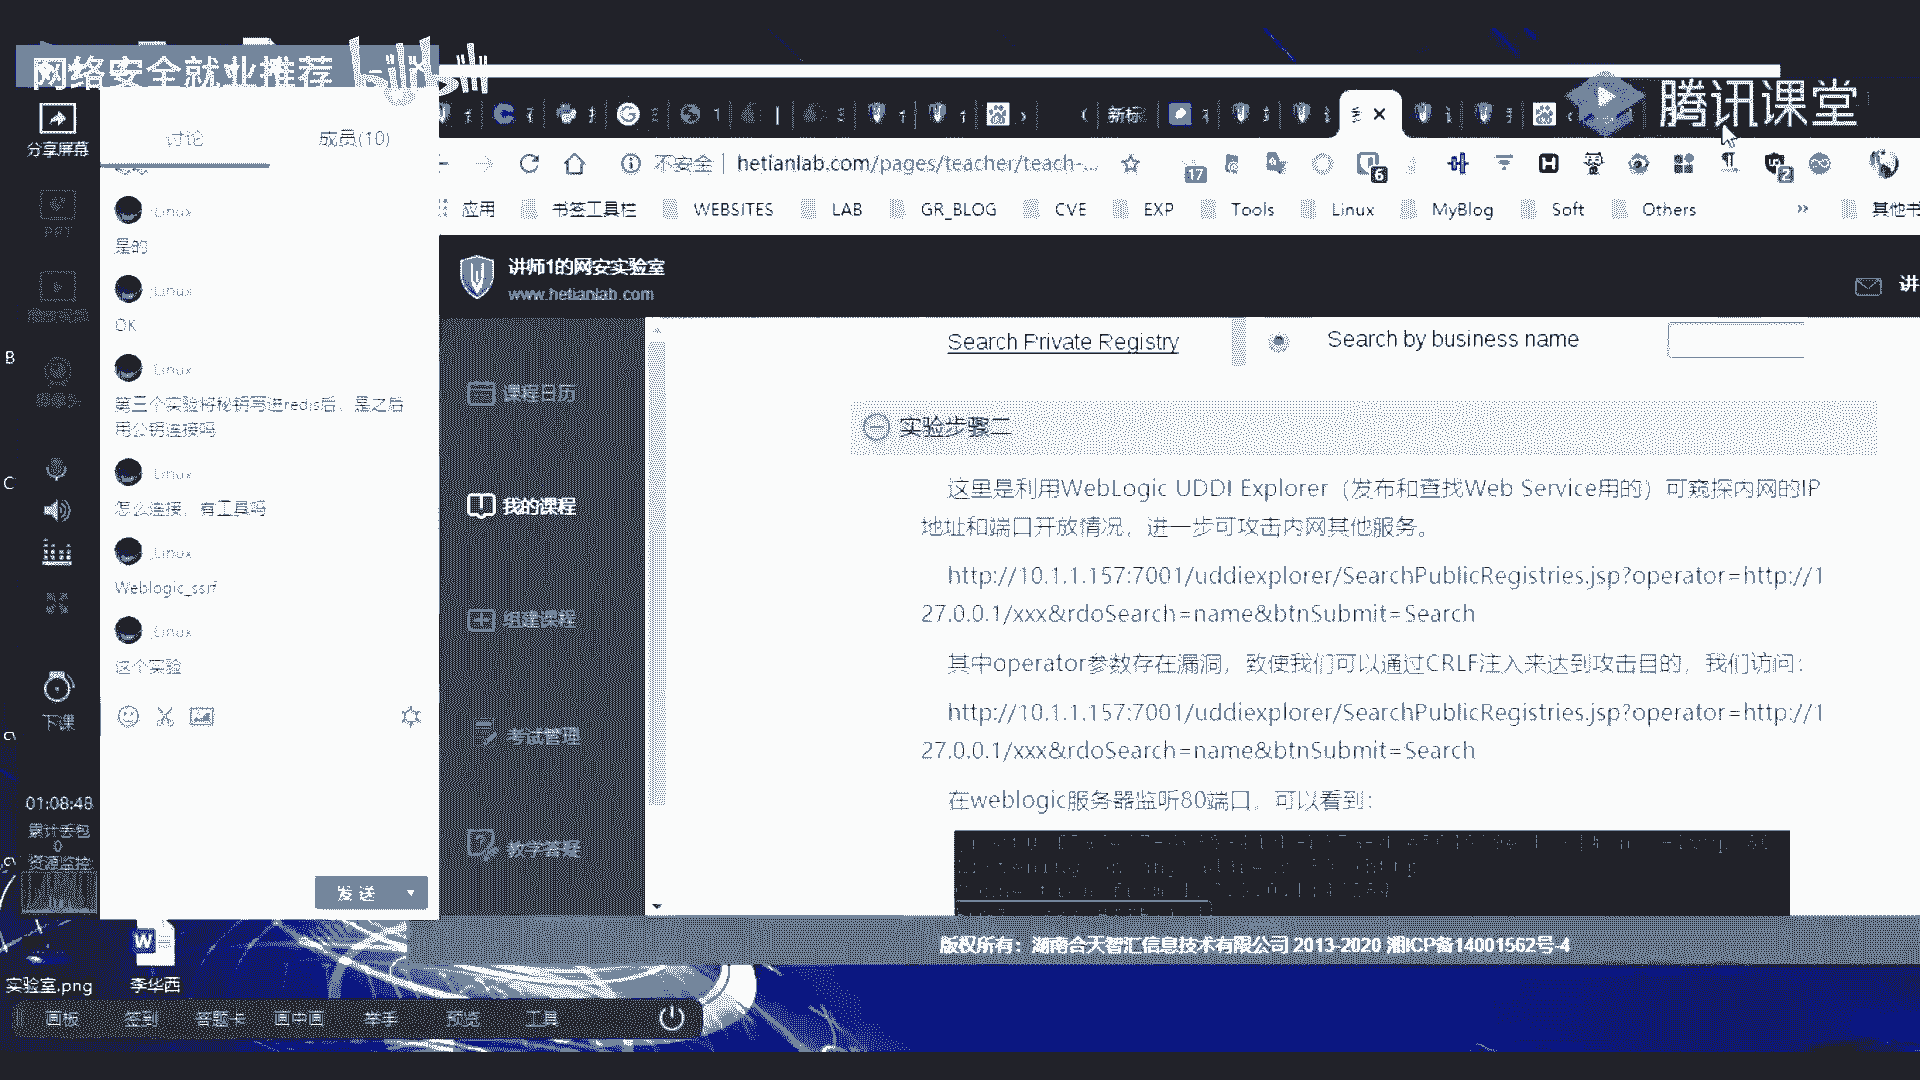 网络安全就业推荐
bilibili
腾讯课堂
分享屏幕
讨论
成员(10)
新标
不安全
hetianlab.com/pages/teacher/teach-...
17
6
2
应用
书签工具栏
WEBSITES
LAB
GR_BLOG
CVE
EXP
Tools
Linux
MyBlog
Soft
Others
»
其他书
PPT
讲师1的网安实验室
www.hetianlab.com
讲
Linux
是的
Linux
OK
Linux
第三个实验将秘钥写进redis后，是之后
用公钥连接吗
Linux
怎么连接，有工具吗
Linux
Weblogic_ssrf
Linux
这个实验
B
C
下课
01:08:48
累计丢包
0
资源监控
发送
课程日历
我的课程
组建课程
考试管理
教学答疑
Search Private Registry
Search by business name
实验步骤二
这里是利用WebLogic UDDI Explorer（发布和查找Web Service用的）可窥探内网的IP
地址和端口开放情况，进一步可攻击内网其他服务。
http://10.1.1.157:7001/uddiexplorer/SearchPublicRegistries.jsp?operator=http://1
27.0.0.1/xxx&rdoSearch=name&btnSubmit=Search
其中operator参数存在漏洞，致使我们可以通过CRLF注入来达到攻击目的，我们访问：
http://10.1.1.157:7001/uddiexplorer/SearchPublicRegistries.jsp?operator=http://1
27.0.0.1/xxx&rdoSearch=name&btnSubmit=Search
在weblogic服务器监听80端口，可以看到：
版权所有：湖南合天智汇信息技术有限公司 2013-2020 湘ICP备14001562号-4
实验室.png
李华西
画板
签到
答题卡
画中画
举手
预览
工具